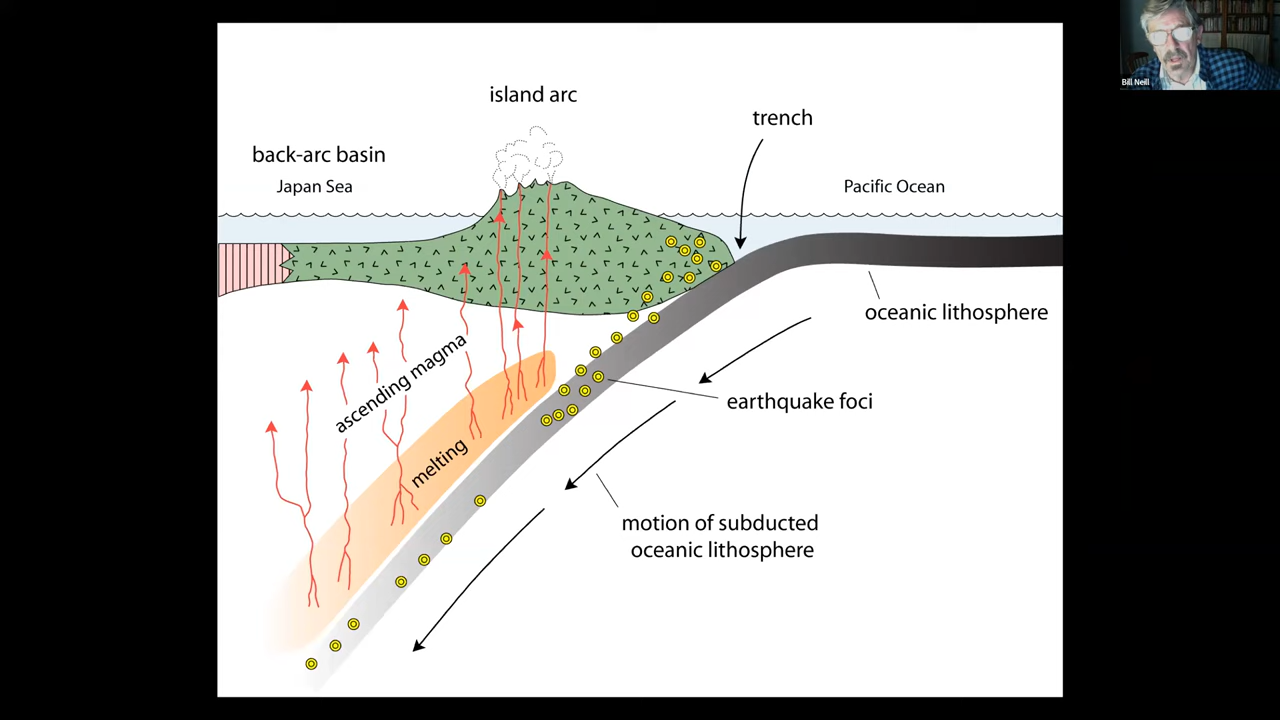 Bill Neill
island arc
trench
back-arc basin
Japan Sea
Pacific Ocean
oceanic lithosphere
ascending magma
earthquake foci
melting
motion of subducted
oceanic lithosphere